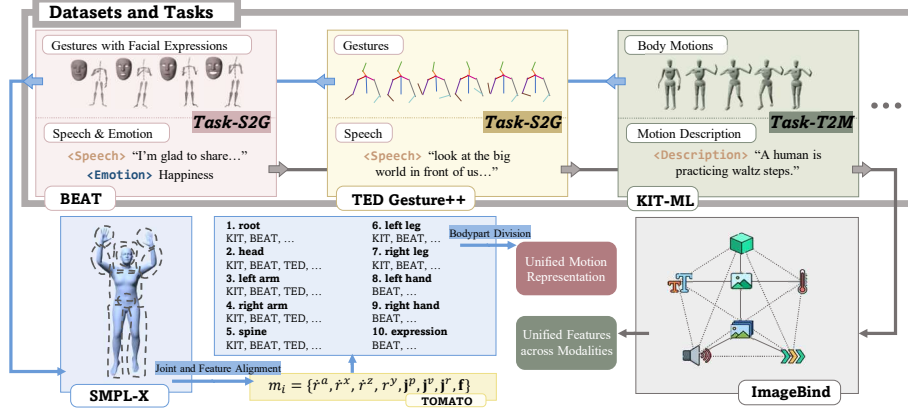 Datasets and Tasks
Gestures with Facial Expressions
Task-S2G
Speech & Emotion
<Speech> “I’m glad to share…”
<Emotion> Happiness
BEAT
Gestures
Task-S2G
Speech
<Speech> “look at the big
world in front of us…”
TED Gesture++
Body Motions
Task-T2M
Motion Description
<Description> “A human is
practicing waltz steps.”
KIT-ML
...
SMPL-X
Joint and Feature Alignment
1. root
KIT, BEAT, …
2. head
KIT, BEAT, TED, …
3. left arm
KIT, BEAT, TED, …
4. right arm
KIT, BEAT, TED, …
5. spine
KIT, BEAT, TED, …
6. left leg
KIT, BEAT, …
7. right leg
KIT, BEAT, …
8. left hand
BEAT, …
9. right hand
BEAT, …
10. expression
BEAT, …
Bodypart Division
Unified Motion
Representation
Unified Features
across Modalities
m_i = {ṙ^a, ṙ^x, ṙ^z, r^y, j^p, j^v, j^r, f}
TOMATO
TT
ImageBind